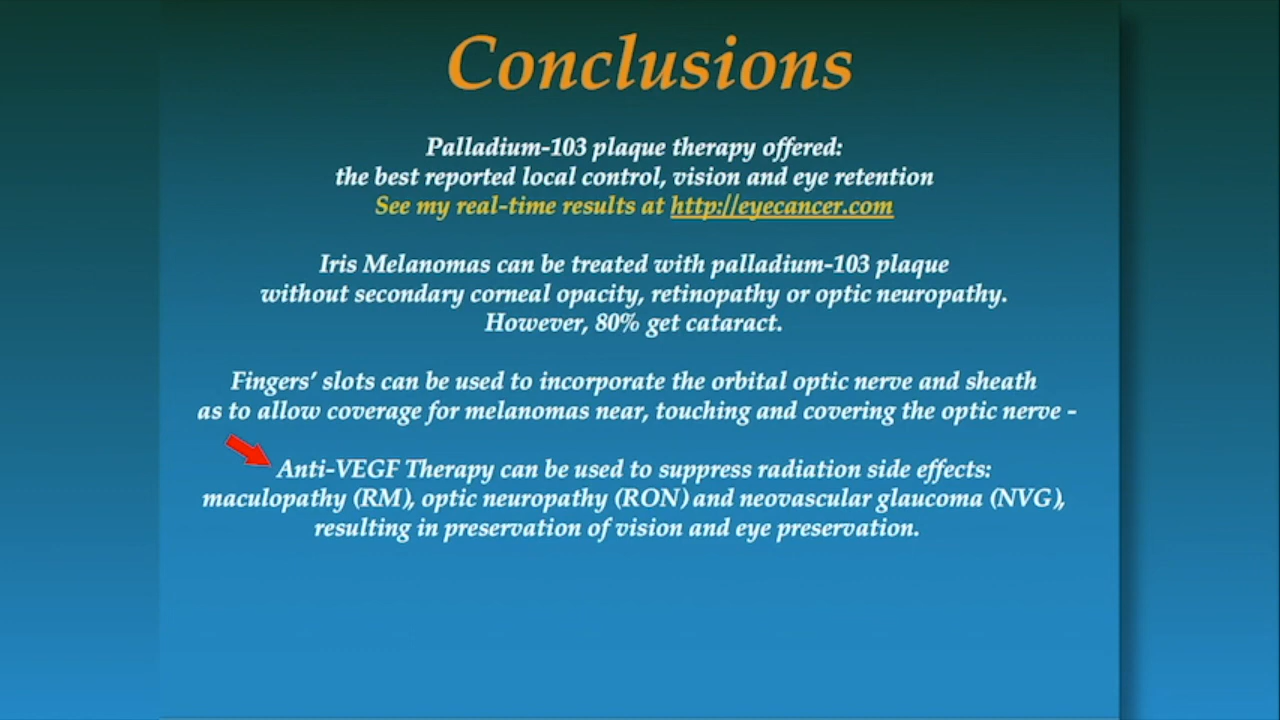 Conclusions
Palladium-103 plaque therapy offered:
the best reported local control, vision and eye retention
See my real-time results at http://eyecancer.com
Iris Melanomas can be treated with palladium-103 plaque
without secondary corneal opacity, retinopathy or optic neuropathy.
However, 80% get cataract.
Fingers’ slots can be used to incorporate the orbital optic nerve and sheath
as to allow coverage for melanomas near, touching and covering the optic nerve -
Anti-VEGF Therapy can be used to suppress radiation side effects:
maculopathy (RM), optic neuropathy (RON) and neovascular glaucoma (NVG),
resulting in preservation of vision and eye preservation.